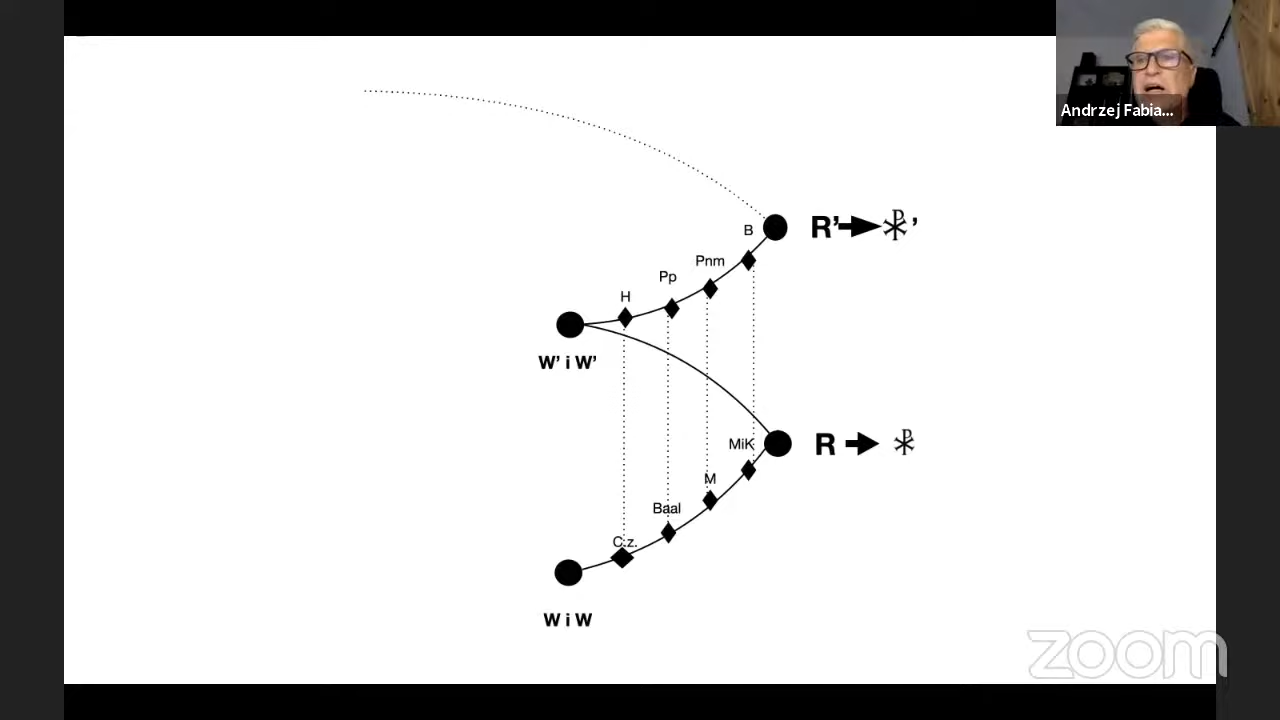 Andrzej Fabia...
B
R' ☧'
Pnm
Pp
H
W' i W'
MiK
R ☧
M
Baal
C.z.
W i W
zoom